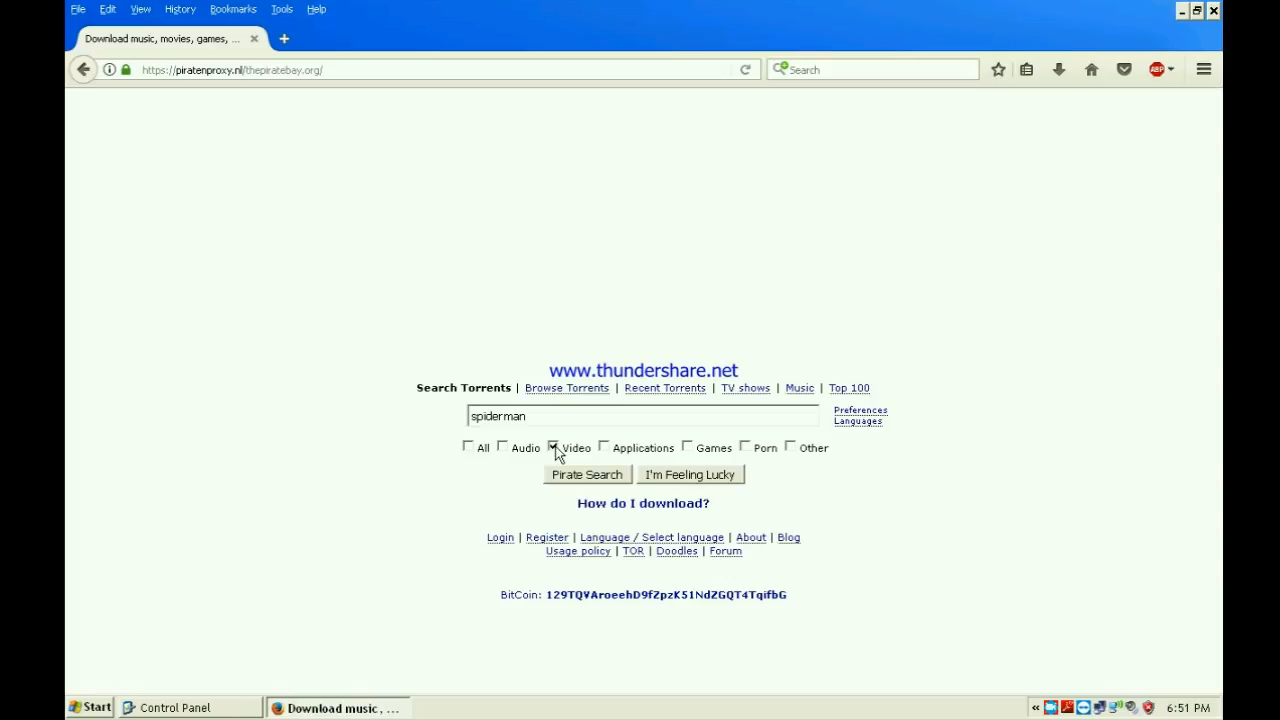 File Edit View History Bookmarks Tools Help
Download music, movies, games, ...
https://piratenproxy.nl/thepiratebay.org/
Search
ABP
www.thundershare.net
Search Torrents | Browse Torrents | Recent Torrents | TV shows | Music | Top 100
spiderman
Preferences
Languages
All Audio Video Applications Games Porn Other
Pirate Search I'm Feeling Lucky
How do I download?
Login | Register | Language / Select language | About | Blog
Usage policy | TOR | Doodles | Forum
BitCoin: 129TQVAroeehD9fZpzK51NdZGQT4TqifbG
Start Control Panel Download music, ... 6:51 PM